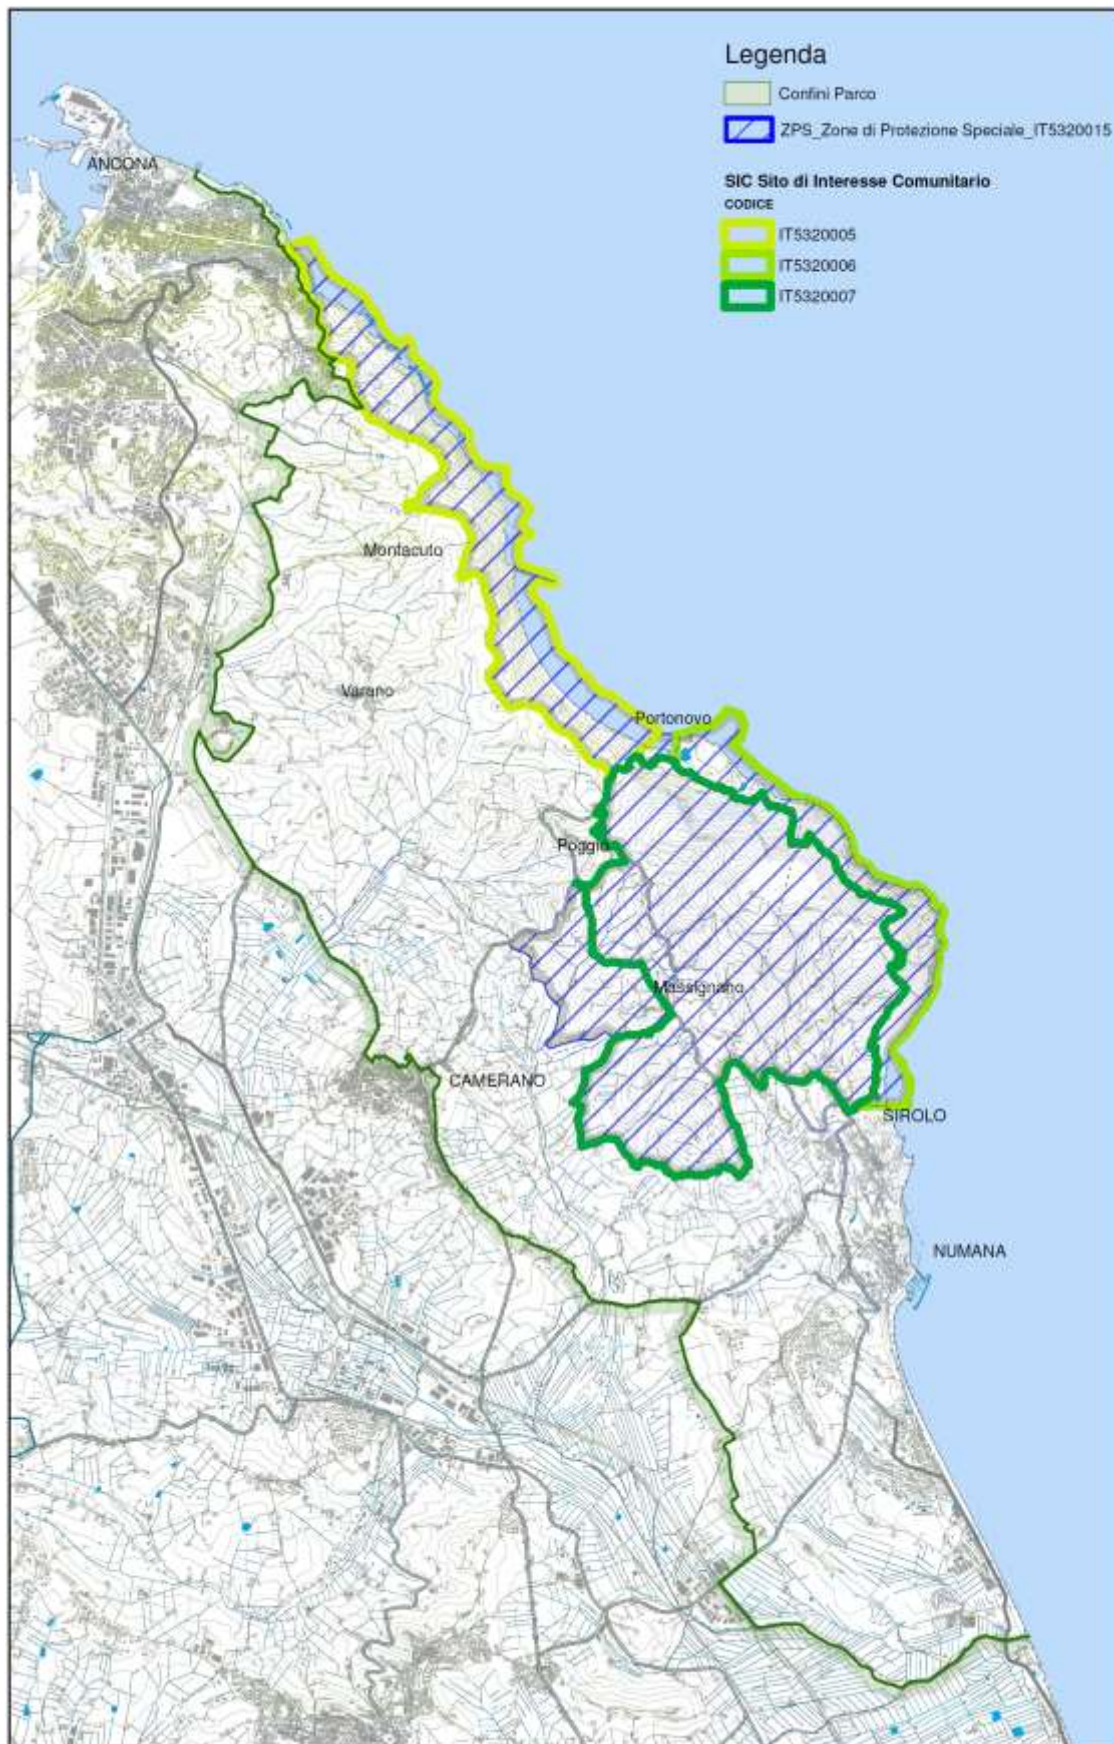 Legenda
Confini Parco
ZPS_Zone di Protezione Speciale_IT5320015
SIC Sito di Interesse Comunitario
CODICE
IT5320005
IT5320006
IT5320007
ANCONA
Montacuto
Varano
Portonovo
Poggio
Massignano
CAMERANO
SIROLO
NUMANA